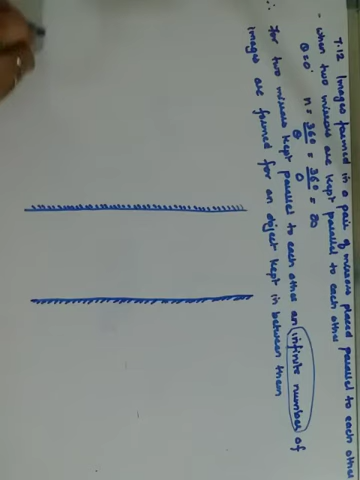 7.12 Images formed in a pair of mirrors placed parallel to each other
- When two mirrors are kept parallel to each other
θ=0° n = 360/θ = 360/0 = ∞
∴ For two mirrors kept parallel to each other an infinite number of
images are formed for an object kept in between them